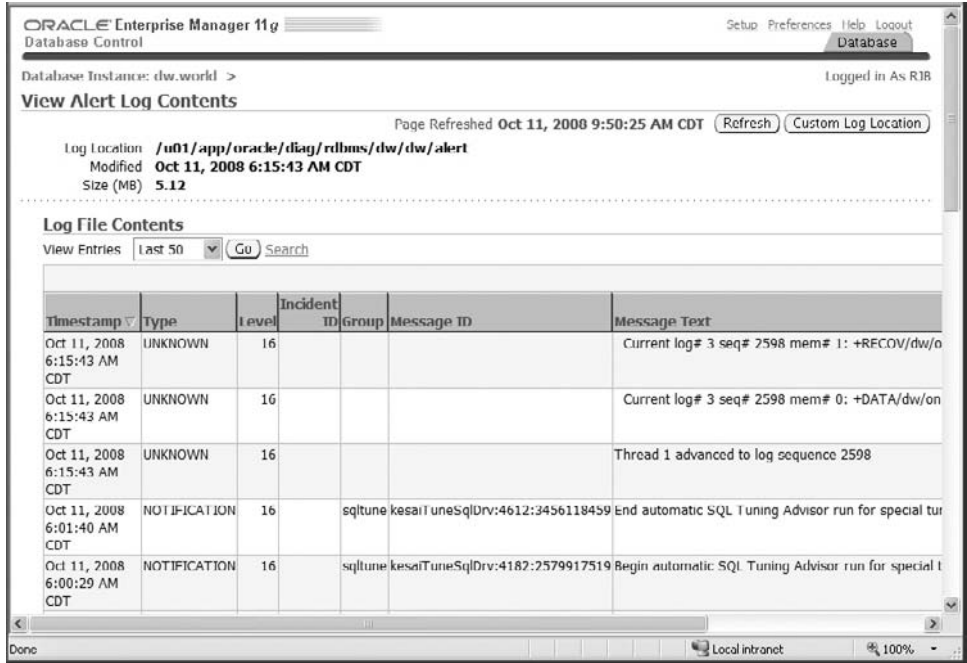 ORACLE Enterprise Manager 11g
Database Control
Setup Preferences Help Logout
Database
Database Instance: dw.world >
Logged in As RJB
View Alert Log Contents
Page Refreshed Oct 11, 2008 9:50:25 AM CDT Refresh Custom Log Location
Log Location /u01/app/oracle/diag/rdbms/dw/dw/alert
Modified Oct 11, 2008 6:15:43 AM CDT
Size (MB) 5.12
Log File Contents
View Entries Last 50 Go Search
Timestamp Type Level Incident ID Group Message ID Message Text
Oct 11, 2008 6:15:43 AM CDT UNKNOWN 16 Current log# 3 seq# 2598 mem# 1: +RECOV/dw/o
Oct 11, 2008 6:15:43 AM CDT UNKNOWN 16 Current log# 3 seq# 2598 mem# 0: +DATA/dw/on
Oct 11, 2008 6:15:43 AM CDT UNKNOWN 16 Thread 1 advanced to log sequence 2598
Oct 11, 2008 6:01:40 AM CDT NOTIFICATION 16 sqltune kesaiTuneSqlDrv:4612:3456118459 End automatic SQL Tuning Advisor run for special tur
Oct 11, 2008 6:00:29 AM CDT NOTIFICATION 16 sqltune kesaiTuneSqlDrv:4182:2579917519 Begin automatic SQL Tuning Advisor run for special t
Done
Local intranet
100%